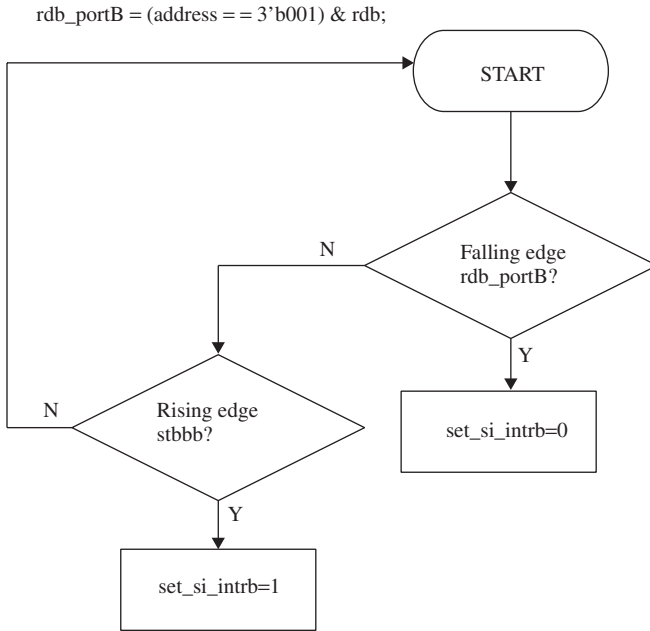 rdb_portB = (address = = 3’b001) & rdb;
START
N
Falling edge
rdb_portB?
Y
N
Rising edge
stbbb?
set_si_intrb=0
Y
set_si_intrb=1